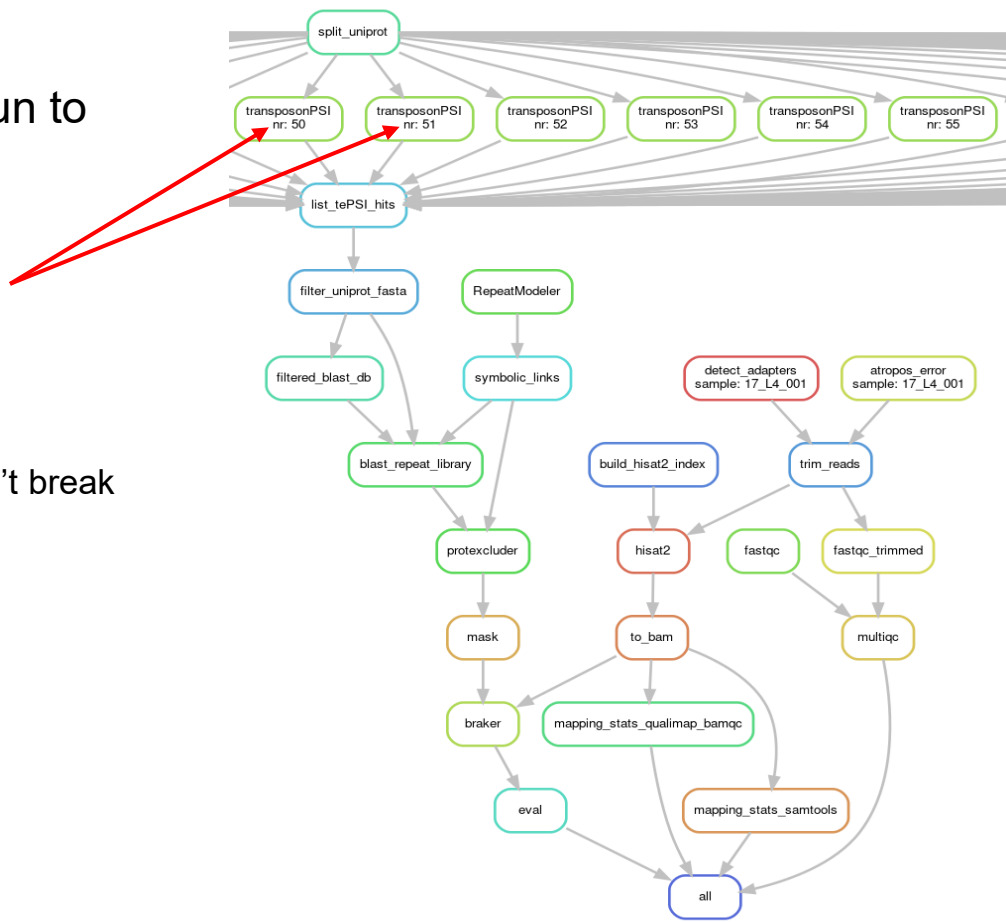 split_uniprot
un to
transposonPSI
nr: 50
transposonPSI
nr: 51
transposonPSI
nr: 52
transposonPSI
nr: 53
transposonPSI
nr: 54
transposonPSI
nr: 55
list_tePSI_hits
filter_uniprot_fasta
RepeatModeler
filtered_blast_db
symbolic_links
detect_adapters
sample: 17_L4_001
atropos_error
sample: 17_L4_001
blast_repeat_library
build_hisat2_index
trim_reads
’t break
protexcluder
hisat2
fastqc
fastqc_trimmed
mask
to_bam
multiqc
braker
mapping_stats_qualimap_bamqc
eval
mapping_stats_samtools
all